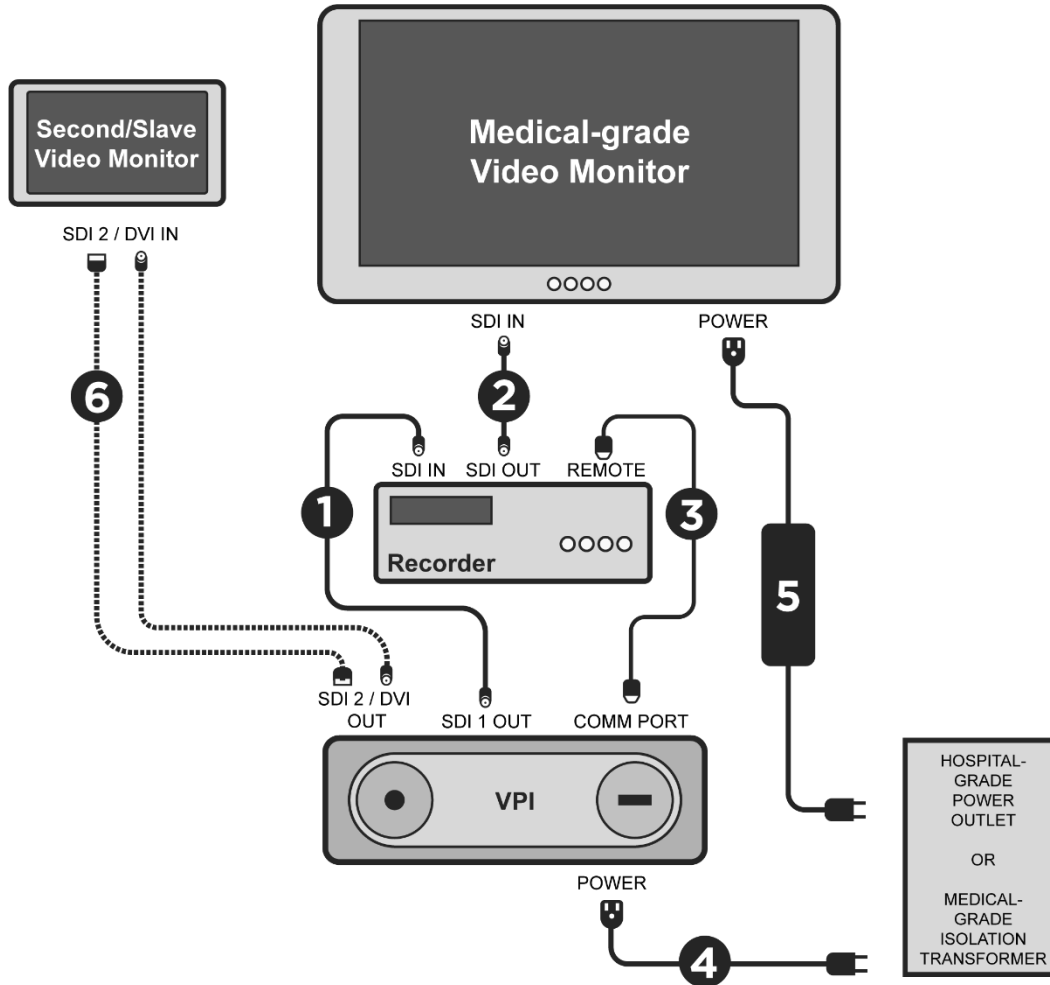 Second/Slave
Video Monitor
Medical-grade
Video Monitor
SDI 2 / DVI IN
SDI IN
POWER
6
2
SDI IN
SDI OUT
REMOTE
1
3
Recorder
5
SDI 2 / DVI
OUT
SDI 1 OUT
COMM PORT
VPI
HOSPITAL-
GRADE
POWER
OUTLET
OR
MEDICAL-
GRADE
ISOLATION
TRANSFORMER
POWER
4